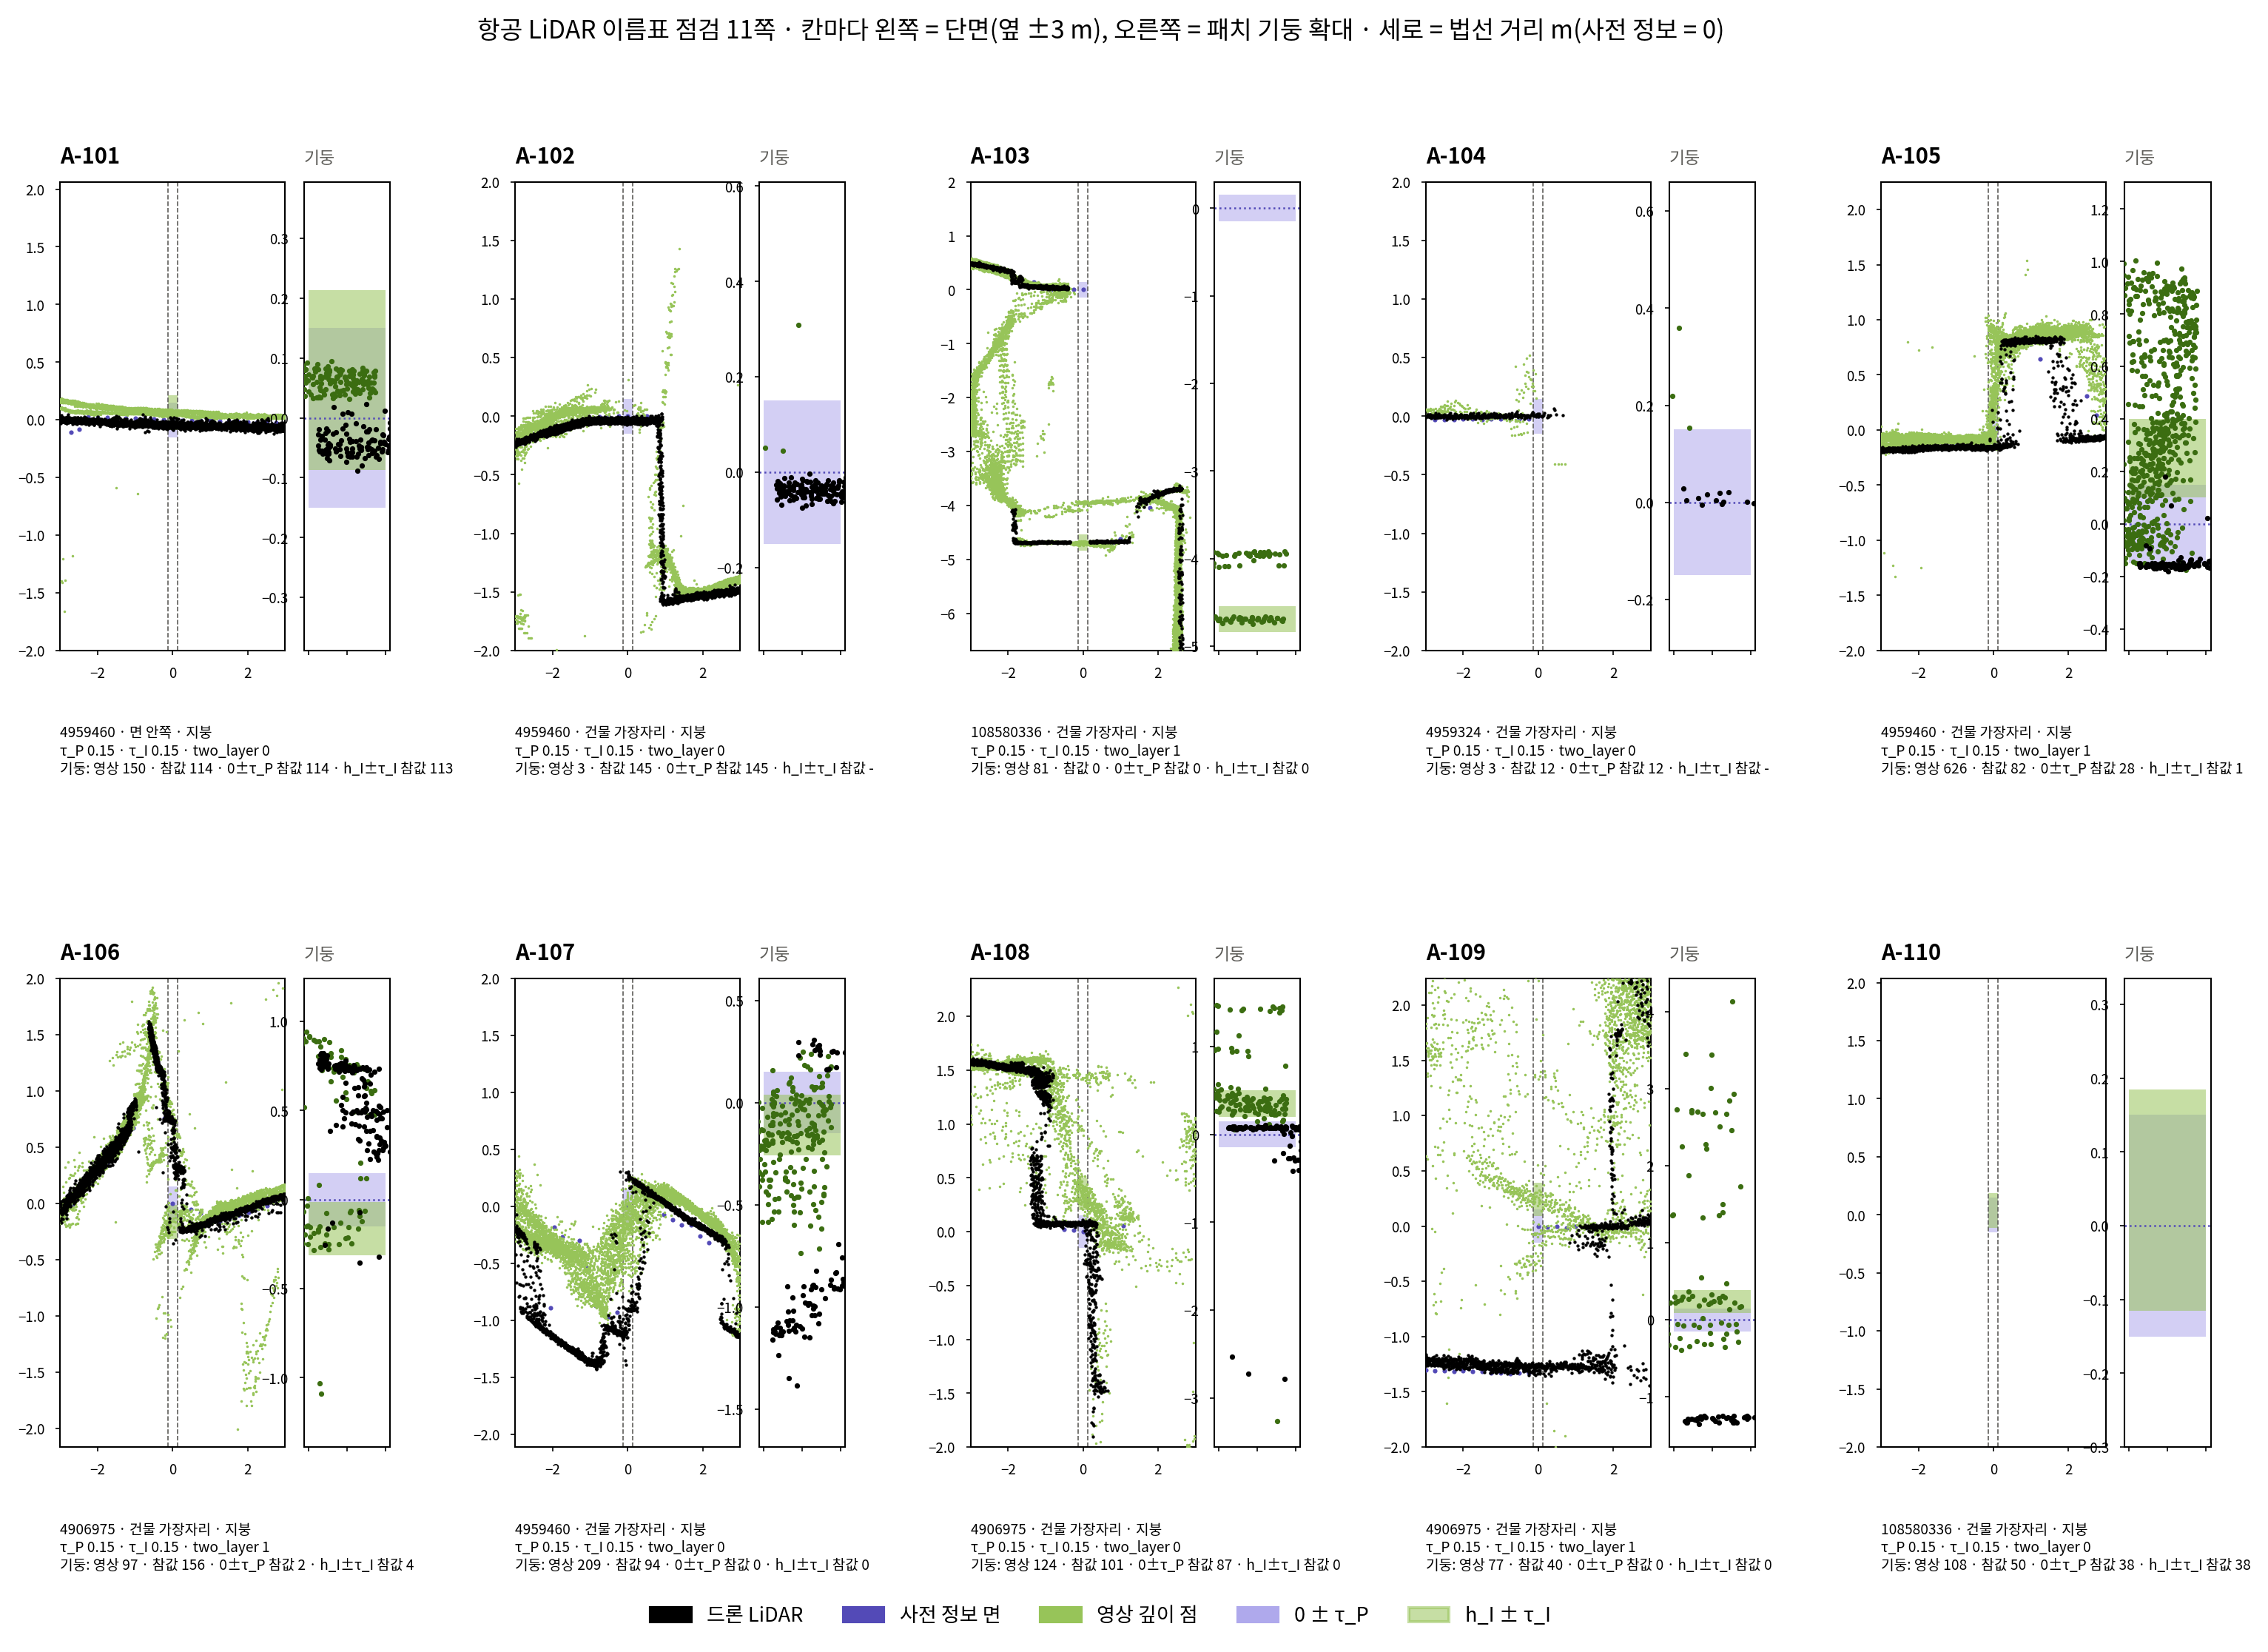 항공 LiDAR 이름표 점검 11쪽 · 칸마다 왼쪽 = 단면(옆 ±3 m), 오른쪽 = 패치 기둥 확대 · 세로 = 법선 거리 m(사전 정보 = 0)
A-101 기둥 A-102 기둥 A-103 기둥 A-104 기둥 A-105 기둥
4959460 · 면 안쪽 · 지붕
τ_P 0.15 · τ_I 0.15 · two_layer 0
기둥: 영상 150 · 참값 114 · 0±τ_P 참값 114 · h_I±τ_I 참값 113
4959460 · 건물 가장자리 · 지붕
τ_P 0.15 · τ_I 0.15 · two_layer 0
기둥: 영상 3 · 참값 145 · 0±τ_P 참값 145 · h_I±τ_I 참값 -
108580336 · 건물 가장자리 · 지붕
τ_P 0.15 · τ_I 0.15 · two_layer 1
기둥: 영상 81 · 참값 0 · 0±τ_P 참값 0 · h_I±τ_I 참값 0
4959324 · 건물 가장자리 · 지붕
τ_P 0.15 · τ_I 0.15 · two_layer 0
기둥: 영상 3 · 참값 12 · 0±τ_P 참값 12 · h_I±τ_I 참값 -
4959460 · 건물 가장자리 · 지붕
τ_P 0.15 · τ_I 0.15 · two_layer 1
기둥: 영상 626 · 참값 82 · 0±τ_P 참값 28 · h_I±τ_I 참값 1
A-106 기둥 A-107 기둥 A-108 기둥 A-109 기둥 A-110 기둥
4906975 · 건물 가장자리 · 지붕
τ_P 0.15 · τ_I 0.15 · two_layer 1
기둥: 영상 97 · 참값 156 · 0±τ_P 참값 2 · h_I±τ_I 참값 4
4959460 · 건물 가장자리 · 지붕
τ_P 0.15 · τ_I 0.15 · two_layer 0
기둥: 영상 209 · 참값 94 · 0±τ_P 참값 0 · h_I±τ_I 참값 0
4906975 · 건물 가장자리 · 지붕
τ_P 0.15 · τ_I 0.15 · two_layer 0
기둥: 영상 124 · 참값 101 · 0±τ_P 참값 87 · h_I±τ_I 참값 0
4906975 · 건물 가장자리 · 지붕
τ_P 0.15 · τ_I 0.15 · two_layer 1
기둥: 영상 77 · 참값 40 · 0±τ_P 참값 0 · h_I±τ_I 참값 0
108580336 · 건물 가장자리 · 지붕
τ_P 0.15 · τ_I 0.15 · two_layer 0
기둥: 영상 108 · 참값 50 · 0±τ_P 참값 38 · h_I±τ_I 참값 38
드론 LiDAR 사전 정보 면 영상 깊이 점 0 ± τ_P h_I ± τ_I